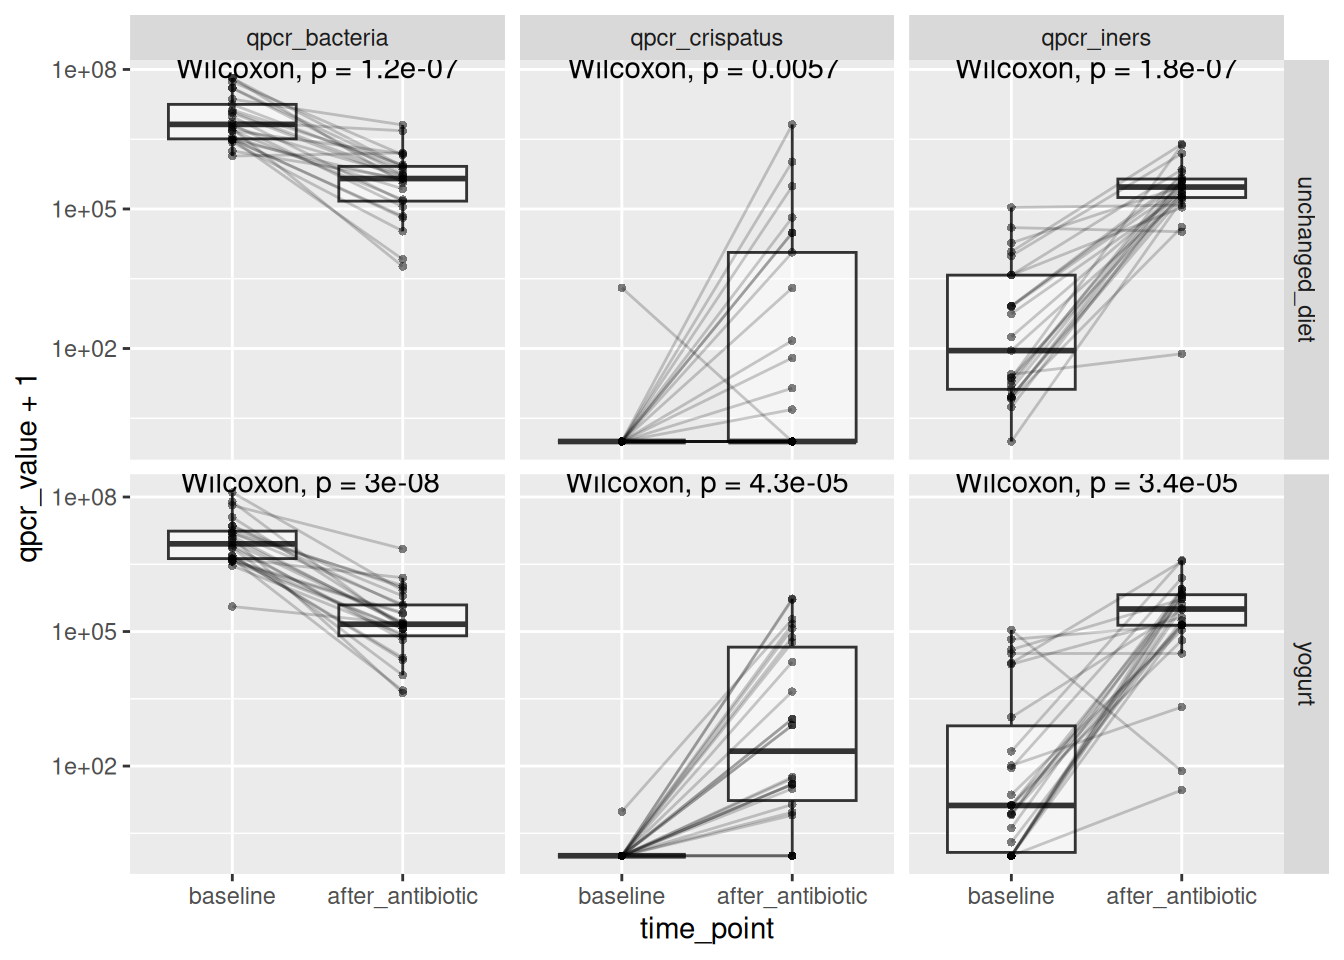 qpcr_bacteria
qpcr_crispatus
qpcr_iners
Wilcoxon, p = 1.2e-07
Wilcoxon, p = 0.0057
Wilcoxon, p = 1.8e-07
1e+08
1e+05
1e+02
unchanged_diet
Wilcoxon, p = 3e-08
Wilcoxon, p = 4.3e-05
Wilcoxon, p = 3.4e-05
1e+08
1e+05
1e+02
yogurt
qpcr_value + 1
baseline
after_antibiotic
baseline
after_antibiotic
baseline
after_antibiotic
time_point